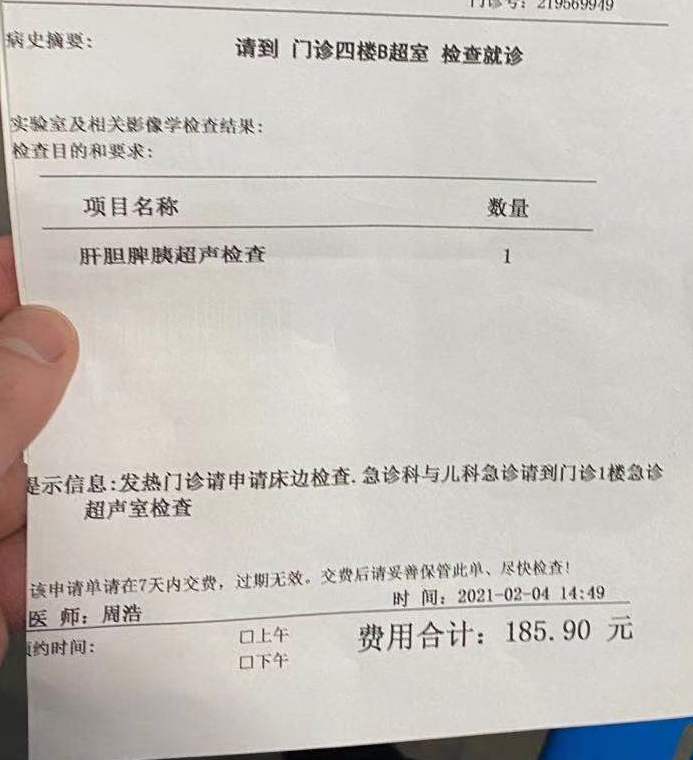 门诊号: 219569949
病史摘要:
请到 门诊四楼B超室 检查就诊
实验室及相关影像学检查结果:
检查目的和要求:
项目名称 数量
肝胆脾胰超声检查 1
提示信息:发热门诊请申请床边检查.急诊科与儿科急诊请到门诊1楼急诊
超声室检查
该申请单请在7天内交费，过期无效。交费后请妥善保管此单、尽快检查!
医 师: 周浩 时 间: 2021-02-04 14:49
预约时间: 口上午 费用合计: 185.90 元
口下午